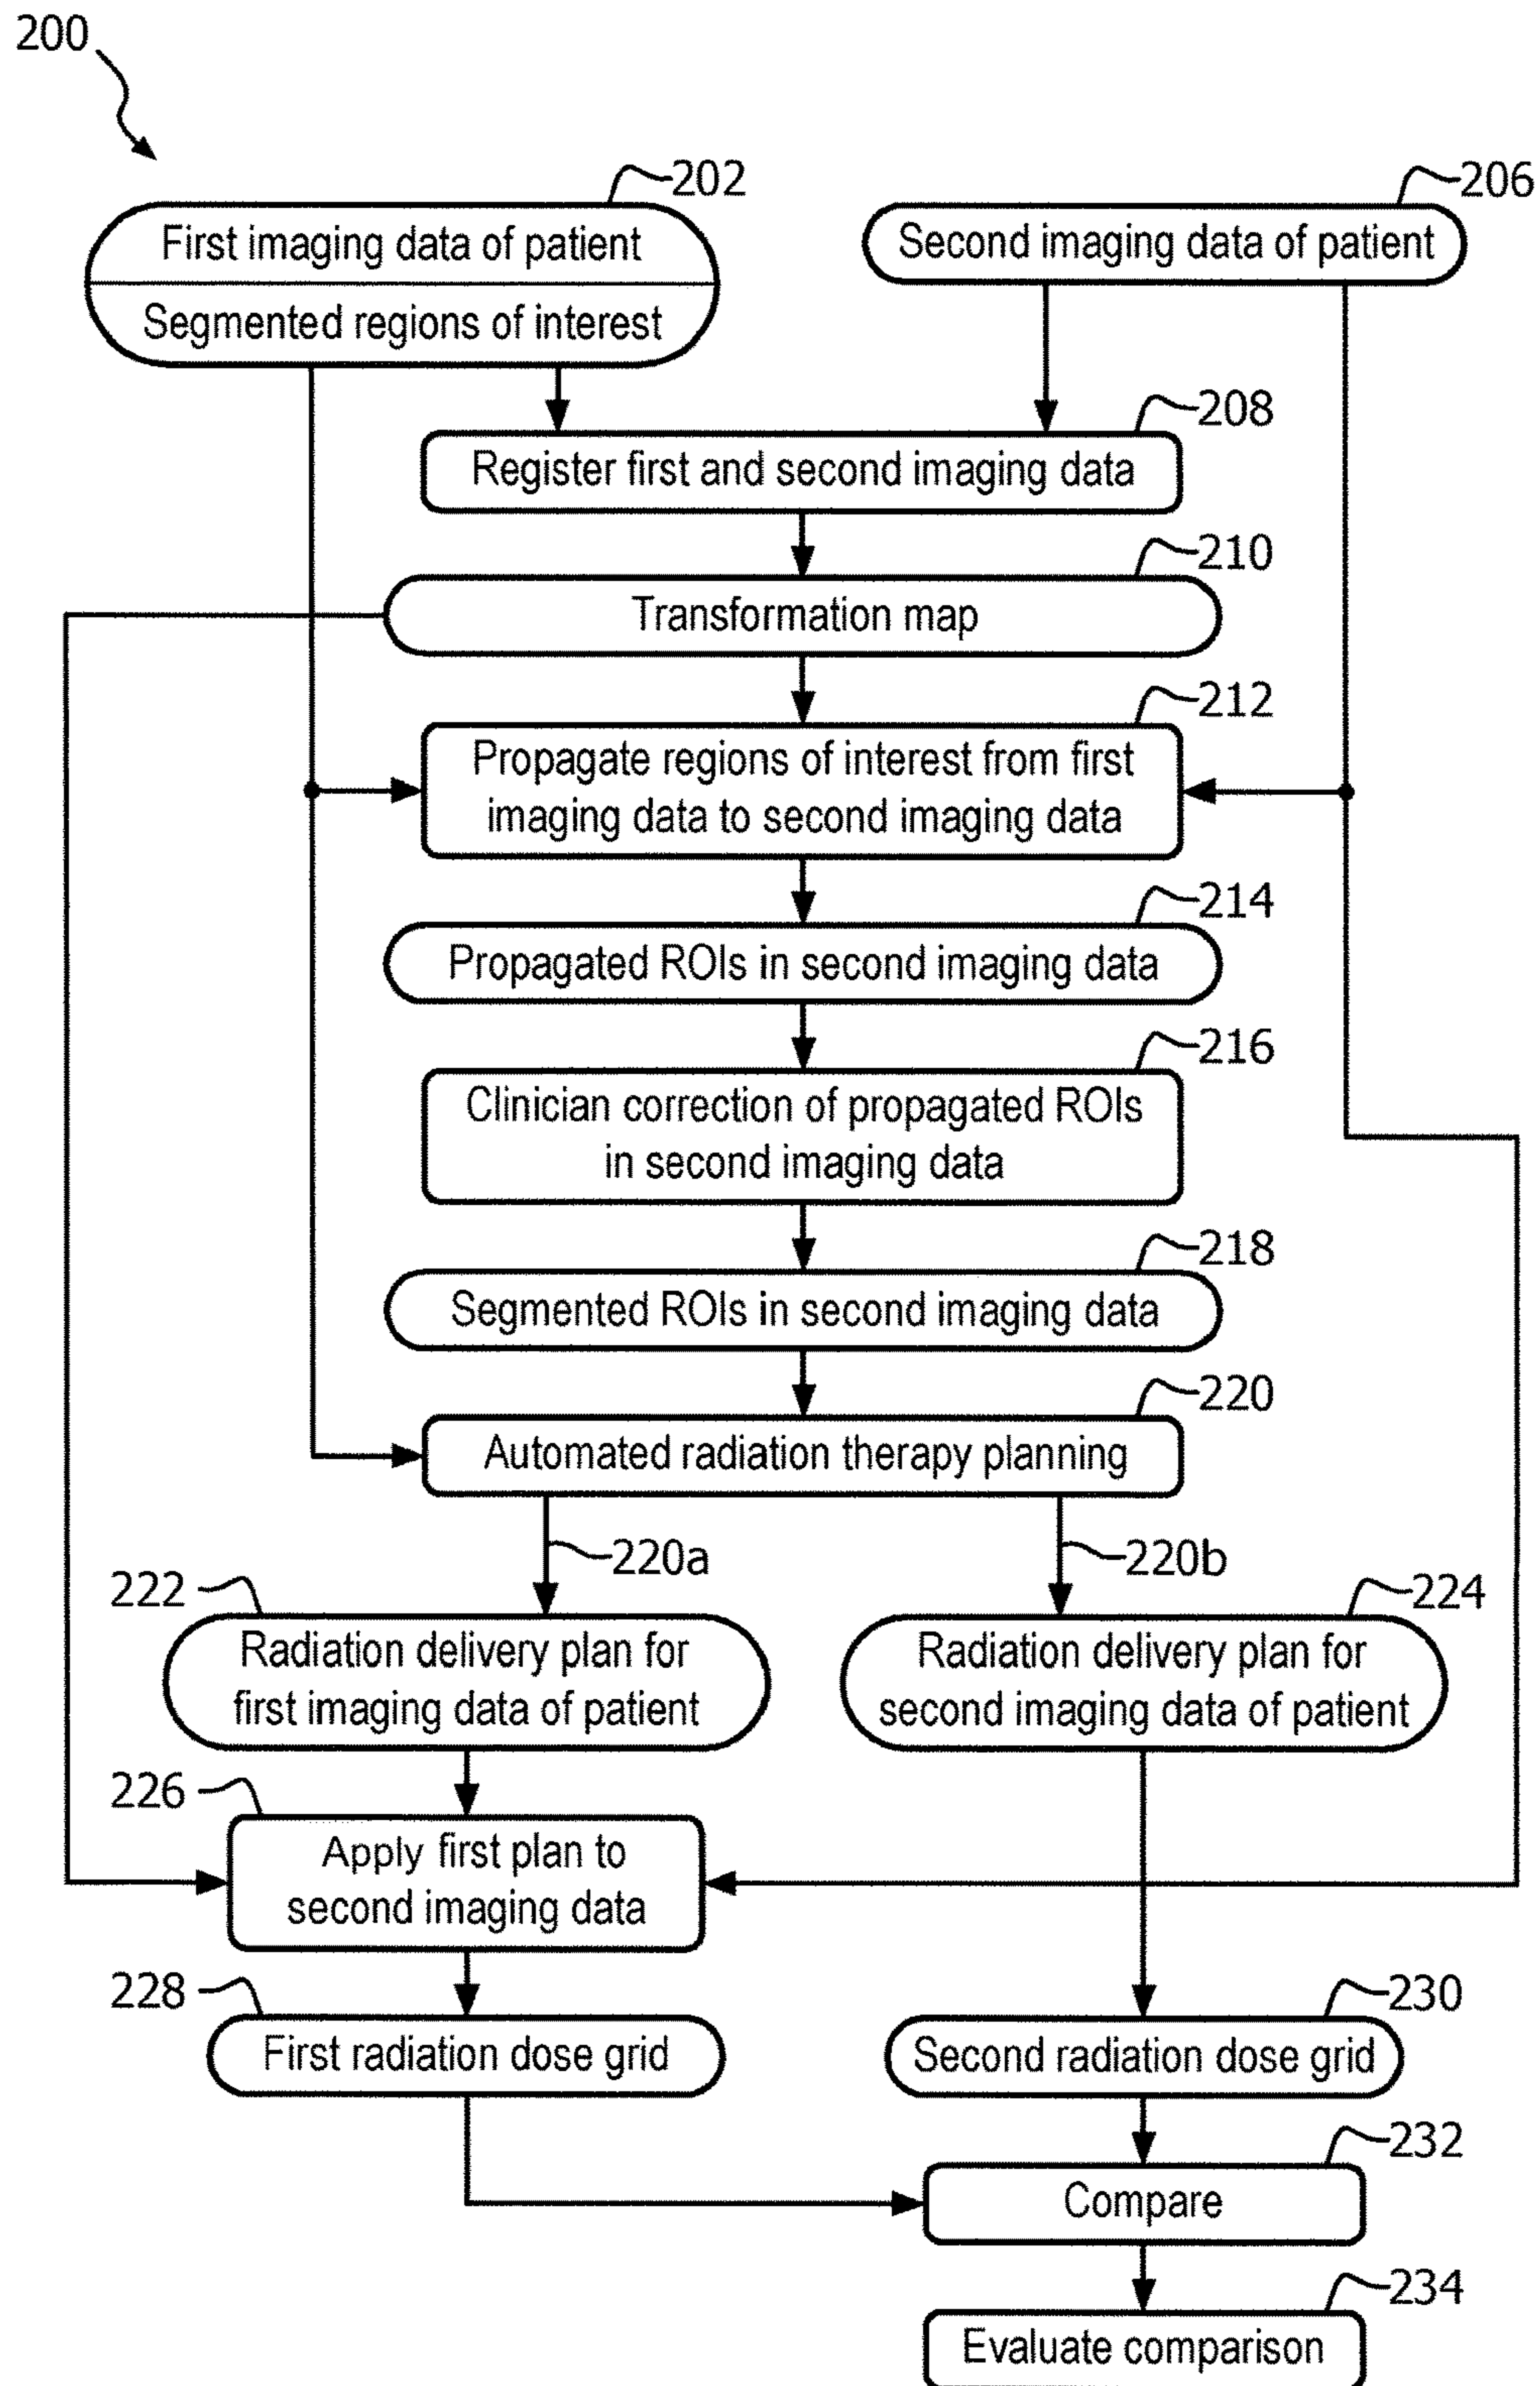 200
202
First imaging data of patient
Segmented regions of interest
206
Second imaging data of patient
208
Register first and second imaging data
210
Transformation map
212
Propagate regions of interest from first
imaging data to second imaging data
214
Propagated ROIs in second imaging data
216
Clinician correction of propagated ROIs
in second imaging data
218
Segmented ROIs in second imaging data
220
Automated radiation therapy planning
220a
220b
222
Radiation delivery plan for
first imaging data of patient
224
Radiation delivery plan for
second imaging data of patient
226
Apply first plan to
second imaging data
228
First radiation dose grid
230
Second radiation dose grid
232
Compare
234
Evaluate comparison